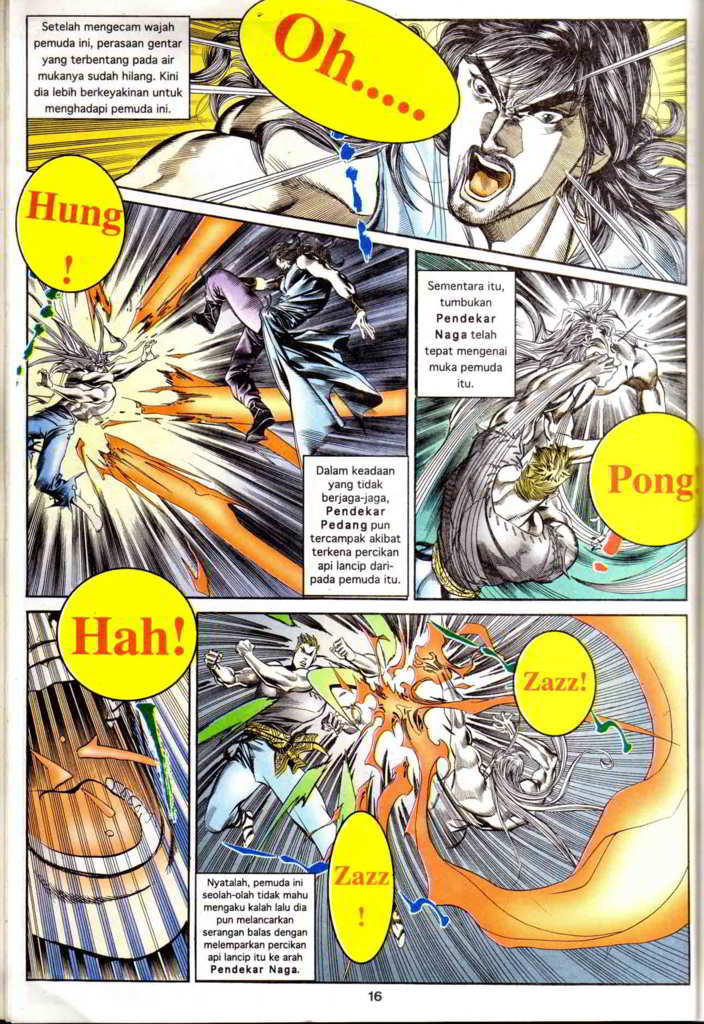 Setelah mengecam wajah
pemuda ini, perasaan gentar
yang terbentang pada air
mukanya sudah hilang. Kini
dia lebih berkeyakinan untuk
menghadapi pemuda ini.
Oh.....
Hung
!
Sementara itu,
tumbukan
Pendekar
Naga telah
tepat mengenai
muka pemuda
itu.
Dalam keadaan
yang tidak
berjaga-jaga,
Pendekar
Pedang pun
tercampak akibat
terkena percikan
api lancip dari-
pada pemuda itu.
Pong!
Hah!
Zazz!
Nyatalah, pemuda ini
seolah-olah tidak mahu
mengaku kalah lalu dia
pun melancarkan
serangan balas dengan
melemparkan percikan
api lancip itu ke arah
Pendekar Naga.
Zazz
!
16